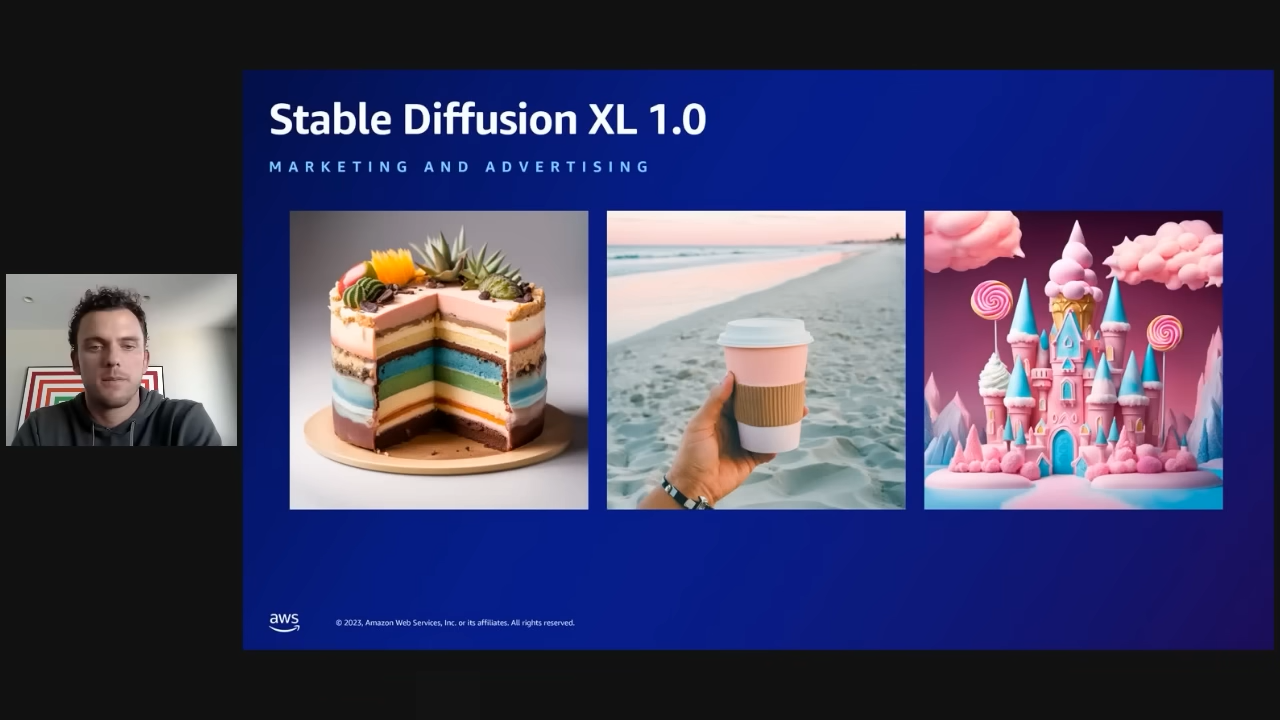 Stable Diffusion XL 1.0
MARKETING AND ADVERTISING
aws
© 2023, Amazon Web Services, Inc. or its affiliates. All rights reserved.